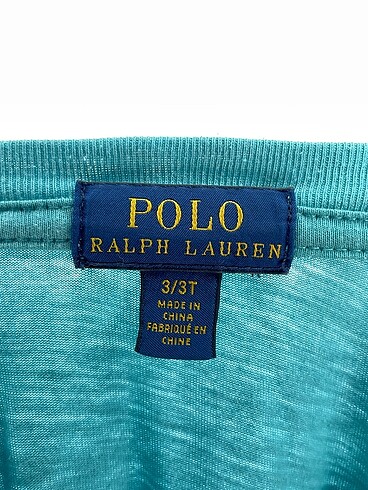 POLO
RALPH LAUREN
3/3T
MADE IN
CHINA
FABRIQUÉ EN
CHINE